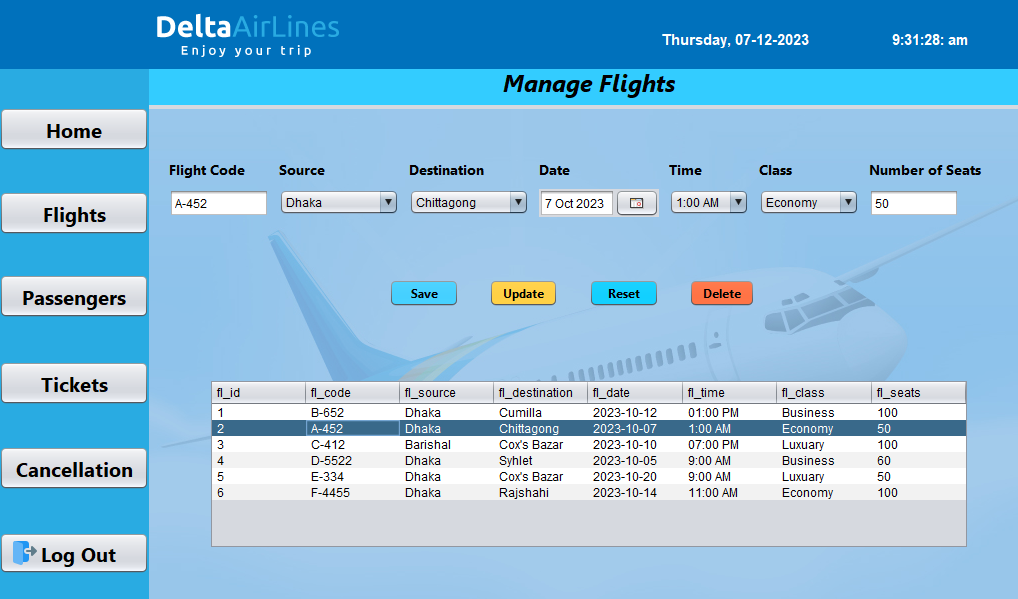 DeltaAirLines
Enjoy your trip
Thursday, 07-12-2023 9:31:28: am
Manage Flights
Home
Flights
Passengers
Tickets
Cancellation
Log Out
Flight Code Source Destination Date Time Class Number of Seats
A-452 Dhaka Chittagong 7 Oct 2023 1:00 AM Economy 50
Save Update Reset Delete
fl_id fl_code fl_source fl_destination fl_date fl_time fl_class fl_seats
1 B-652 Dhaka Cumilla 2023-10-12 01:00 PM Business 100
2 A-452 Dhaka Chittagong 2023-10-07 1:00 AM Economy 50
3 C-412 Barishal Cox's Bazar 2023-10-10 07:00 PM Luxuary 100
4 D-5522 Dhaka Syhlet 2023-10-05 9:00 AM Business 60
5 E-334 Dhaka Cox's Bazar 2023-10-20 9:00 AM Luxuary 50
6 F-4455 Dhaka Rajshahi 2023-10-14 11:00 AM Economy 100